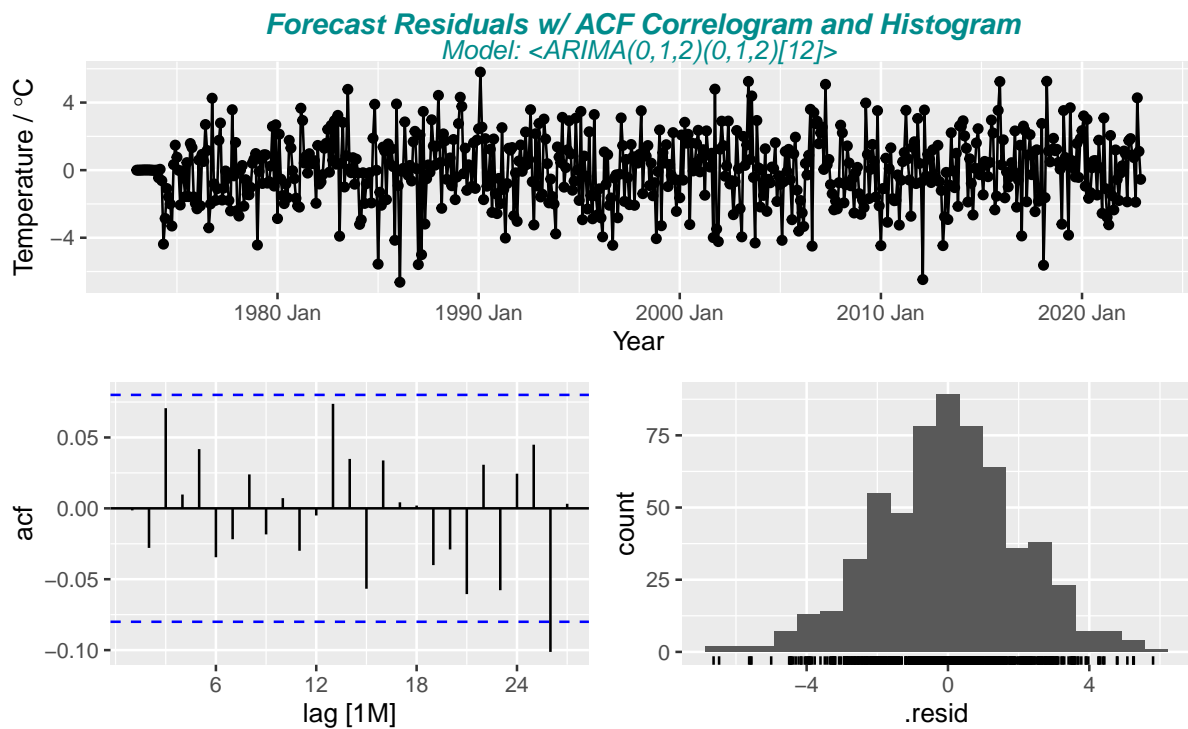 Forecast Residuals w/ ACF Correlogram and Histogram
Model: <ARIMA(0,1,2)(0,1,2)[12]>
Temperature / °C
4
0
−4
1980 Jan
1990 Jan
2000 Jan
2010 Jan
2020 Jan
Year
acf
0.05
0.00
−0.05
−0.10
6
12
18
24
lag [1M]
count
75
50
25
0
−4
0
4
.resid